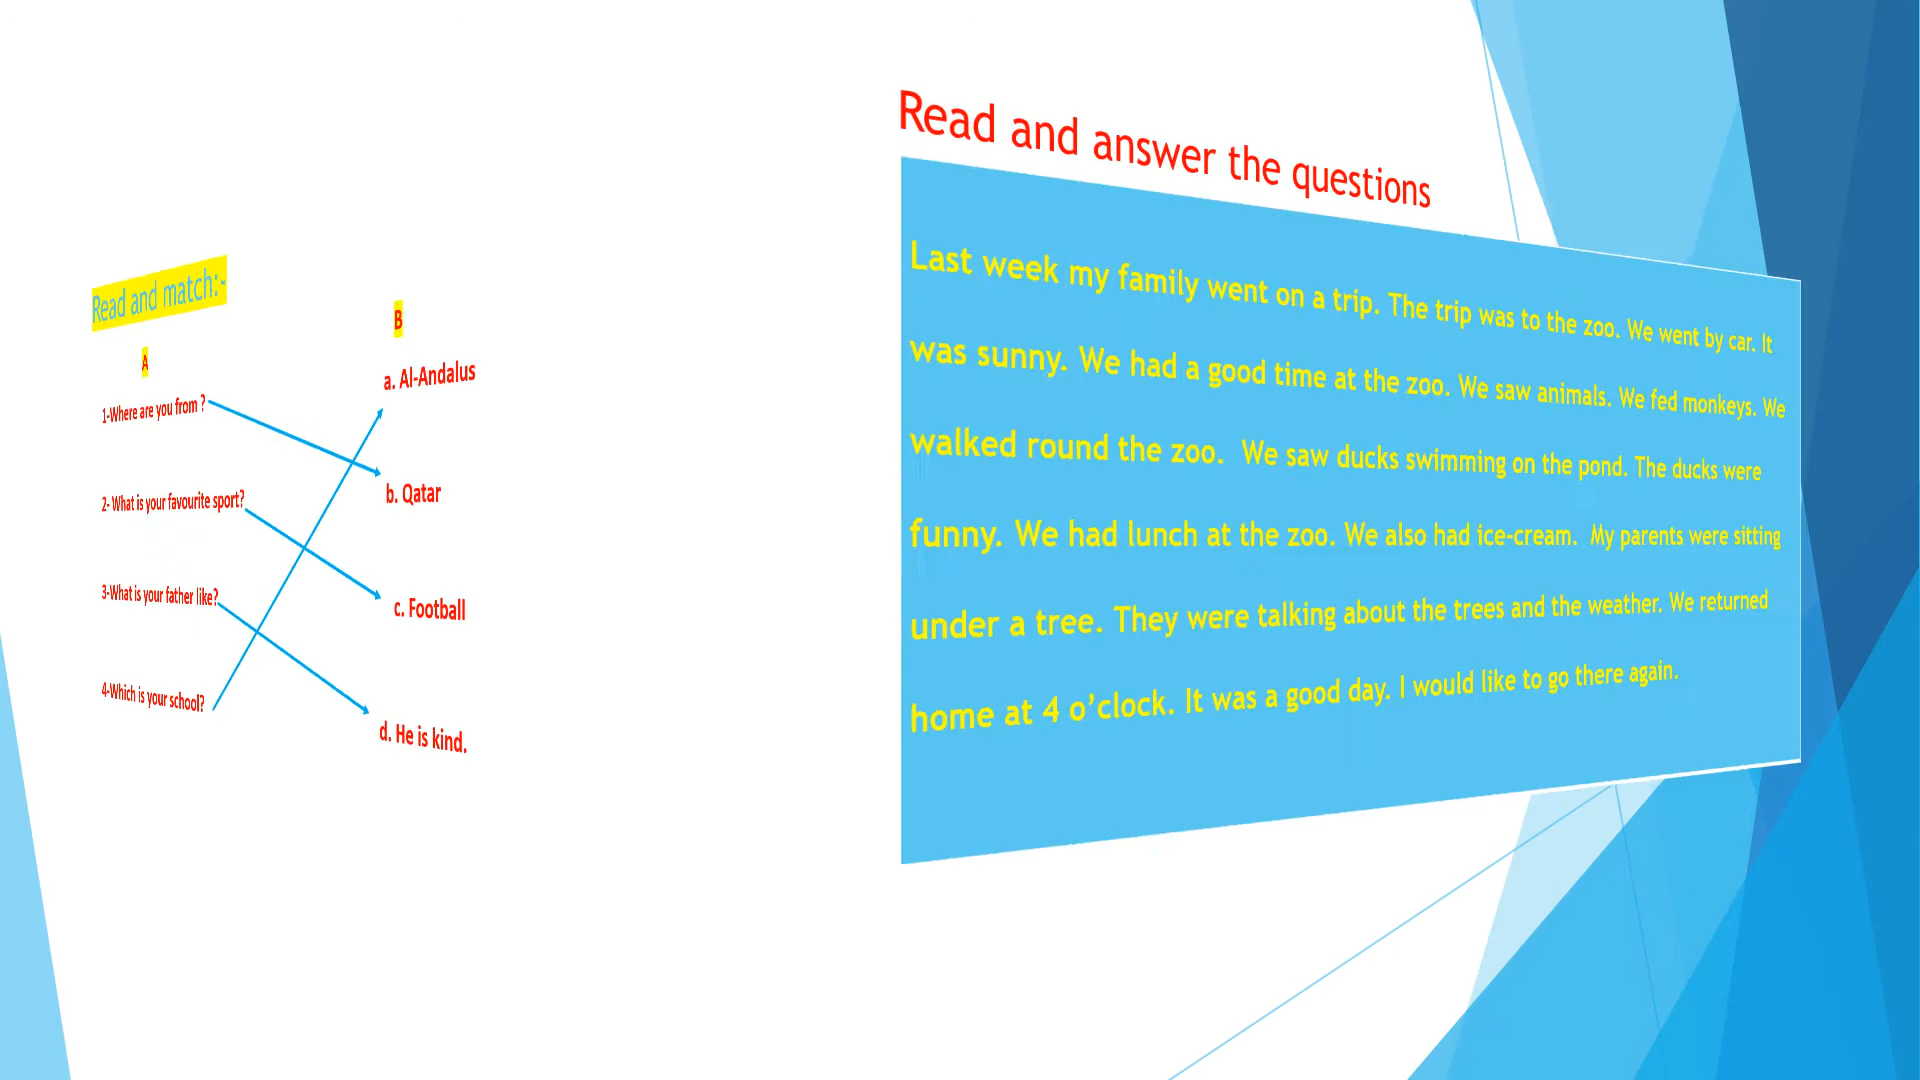 Read and match:-
A
B
1-Where are you from ?
2- What is your favourite sport?
3-What is your father like?
4-Which is your school?
a. Al-Andalus
b. Qatar
c. Football
d. He is kind.
Read and answer the questions
Last week my family went on a trip. The trip was to the zoo. We went by car. It
was sunny. We had a good time at the zoo. We saw animals. We fed monkeys. We
walked round the zoo.  We saw ducks swimming on the pond. The ducks were
funny. We had lunch at the zoo. We also had ice-cream.  My parents were sitting
under a tree. They were talking about the trees and the weather. We returned
home at 4 o’clock. It was a good day. I would like to go there again.